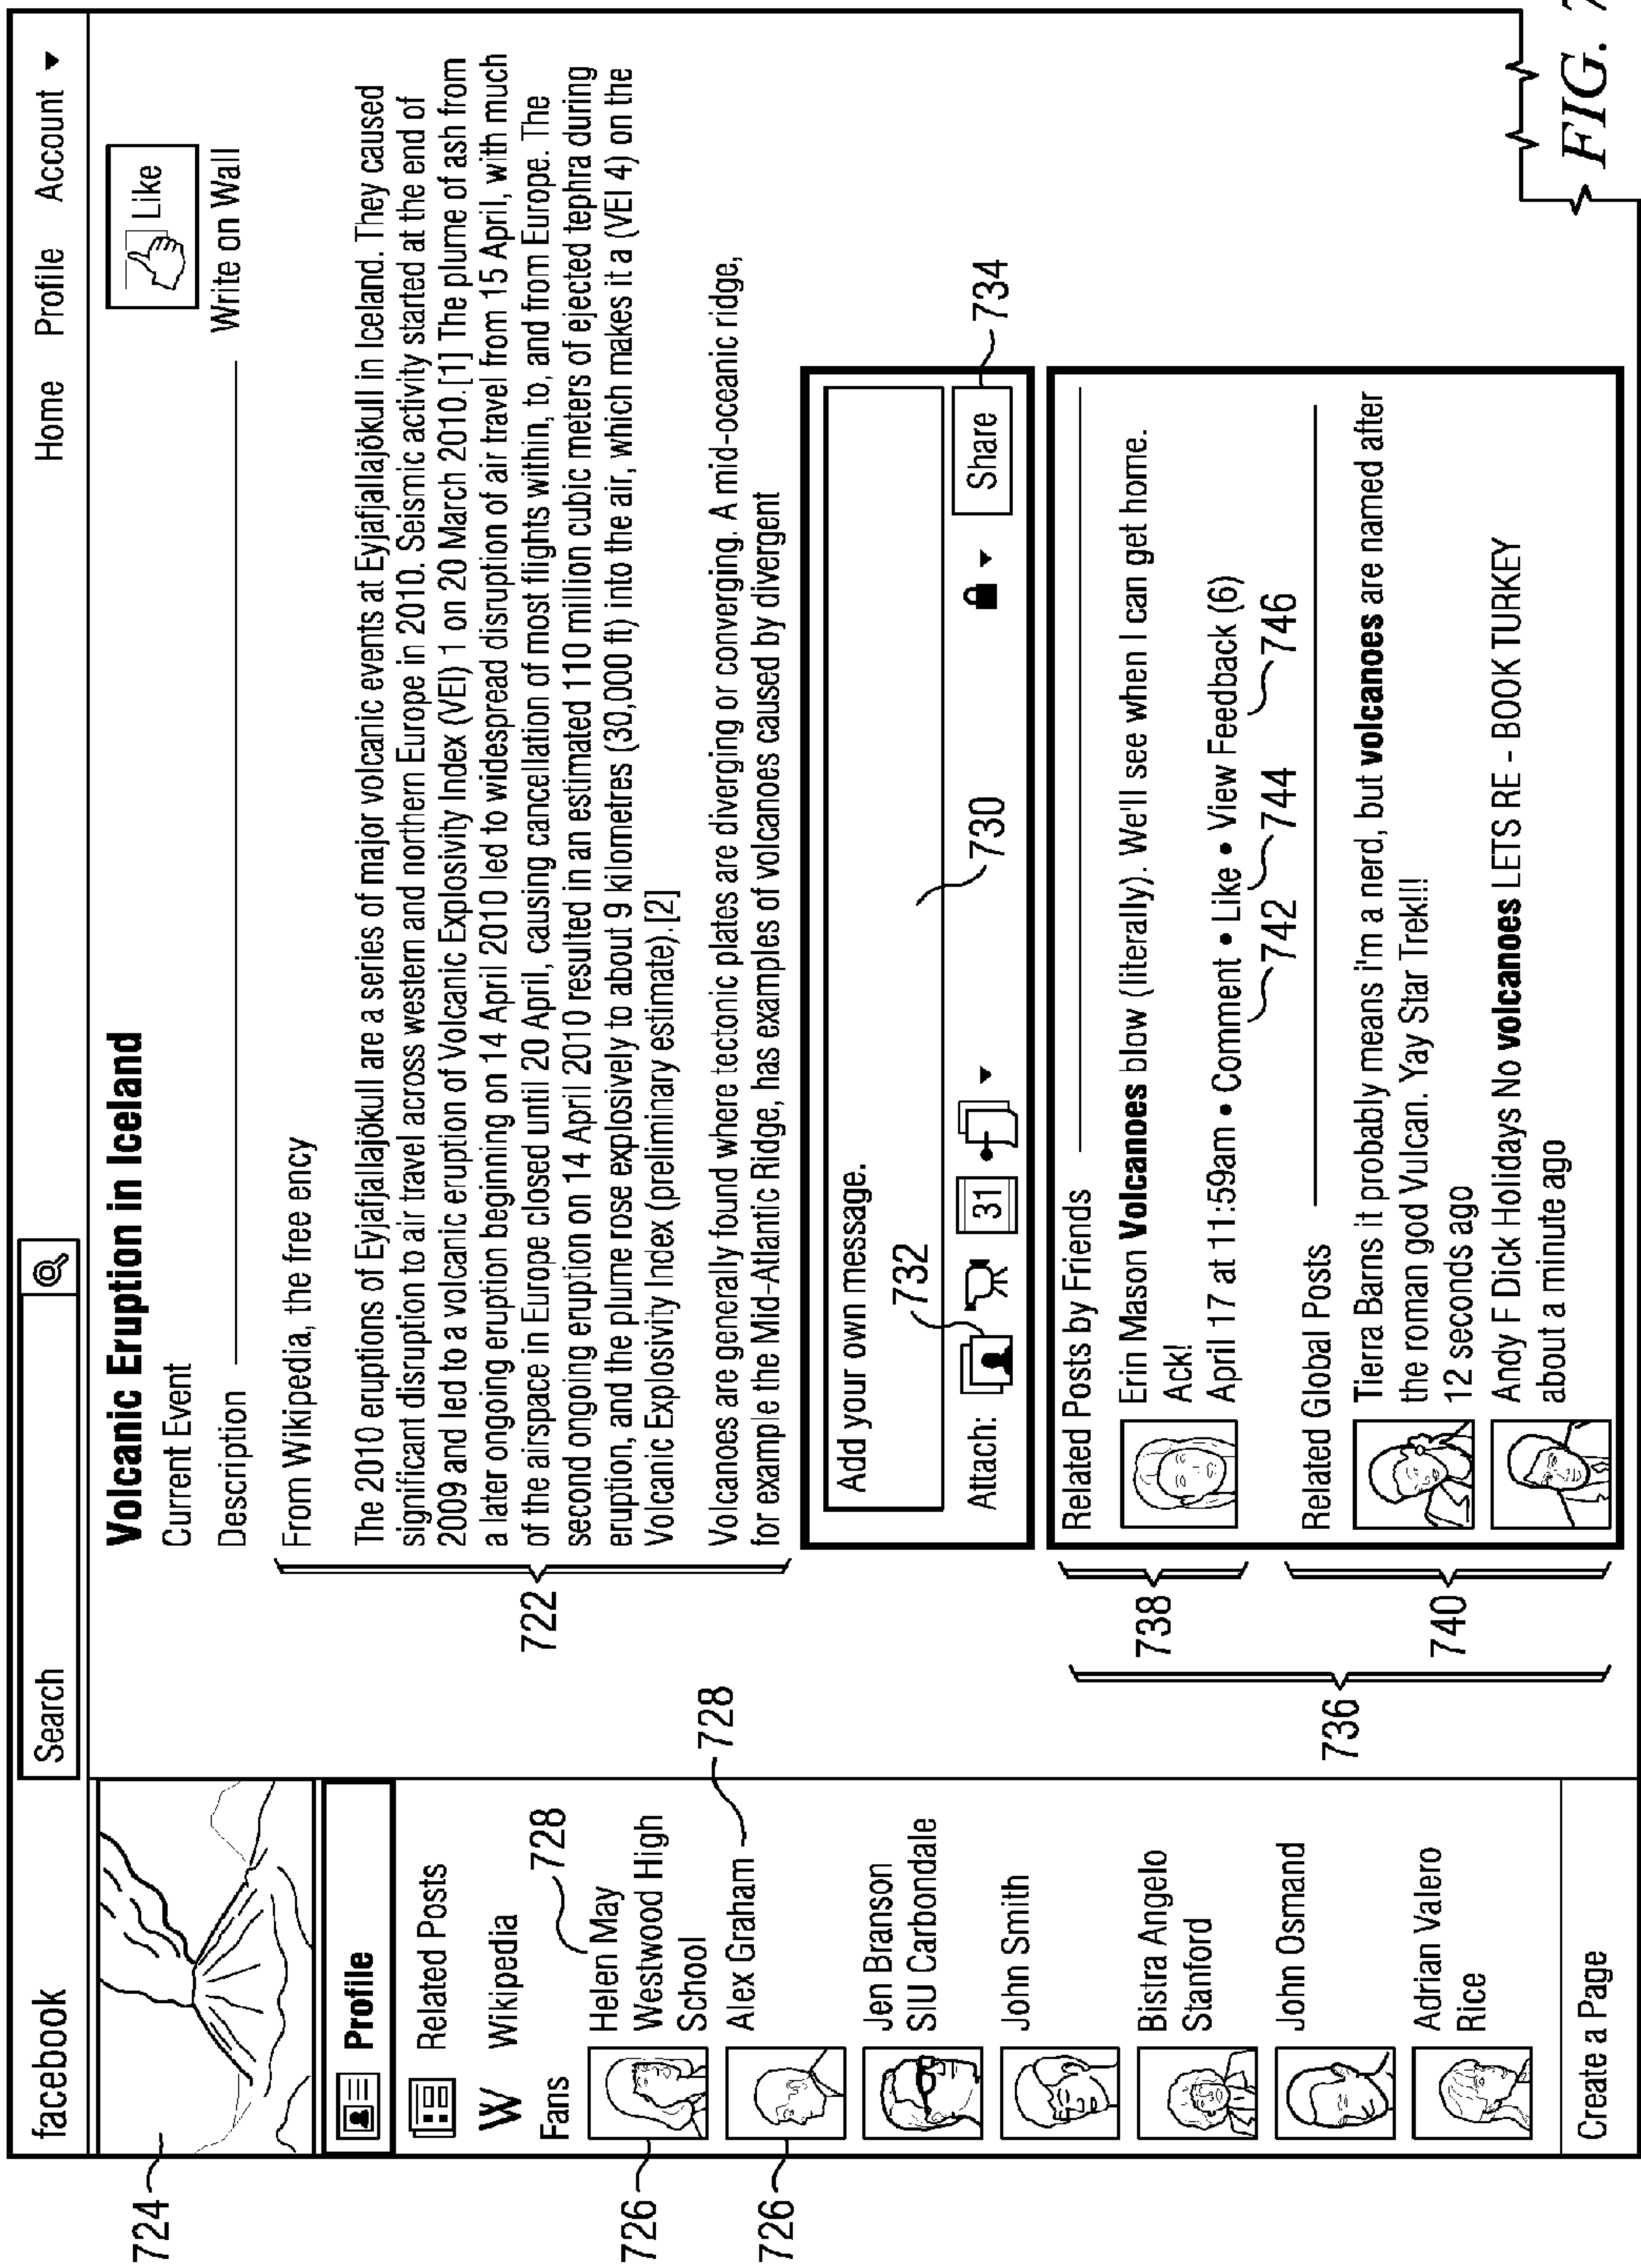 facebook
Search
Home Profile Account
724
Volcanic Eruption in Iceland
Like
Current Event
Write on Wall
Description
Profile
Related Posts
W Wikipedia
Fans
726
728
Helen May
Westwood High
School
726
Alex Graham
728
Jen Branson
SIU Carbondale
John Smith
Bistra Angelo
Stanford
John Osmand
Adrian Valero
Rice
Create a Page
From Wikipedia, the free ency
The 2010 eruptions of Eyjafjallajökull are a series of major volcanic events at Eyjafjallajökull in Iceland. They caused
significant disruption to air travel across western and northern Europe in 2010. Seismic activity started at the end of
2009 and led to a volcanic eruption of Volcanic Explosivity Index (VEI) 1 on 20 March 2010.[1] The plume of ash from
a later ongoing eruption beginning on 14 April 2010 led to widespread disruption of air travel from 15 April, with much
of the airspace in Europe closed until 20 April, causing cancellation of most flights within, to, and from Europe. The
second ongoing eruption on 14 April 2010 resulted in an estimated 110 million cubic meters of ejected tephra during
eruption, and the plume rose explosively to about 9 kilometres (30,000 ft) into the air, which makes it a (VEI 4) on the
Volcanic Explosivity Index (preliminary estimate).[2]
722
Volcanoes are generally found where tectonic plates are diverging or converging. A mid-oceanic ridge,
for example the Mid-Atlantic Ridge, has examples of volcanoes caused by divergent
Add your own message.
732
730
Attach:
31
Share
734
Related Posts by Friends
Erin Mason Volcanoes blow (literally). We'll see when I can get home.
Ack!
April 17 at 11:59am • Comment • Like • View Feedback (6)
742 744 746
738
Related Global Posts
Tierra Barns it probably means i'm a nerd, but volcanoes are named after
the roman god Vulcan. Yay Star Trek!!!
12 seconds ago
Andy F Dick Holidays No volcanoes LETS RE - BOOK TURKEY
about a minute ago
740
736
FIG. 7